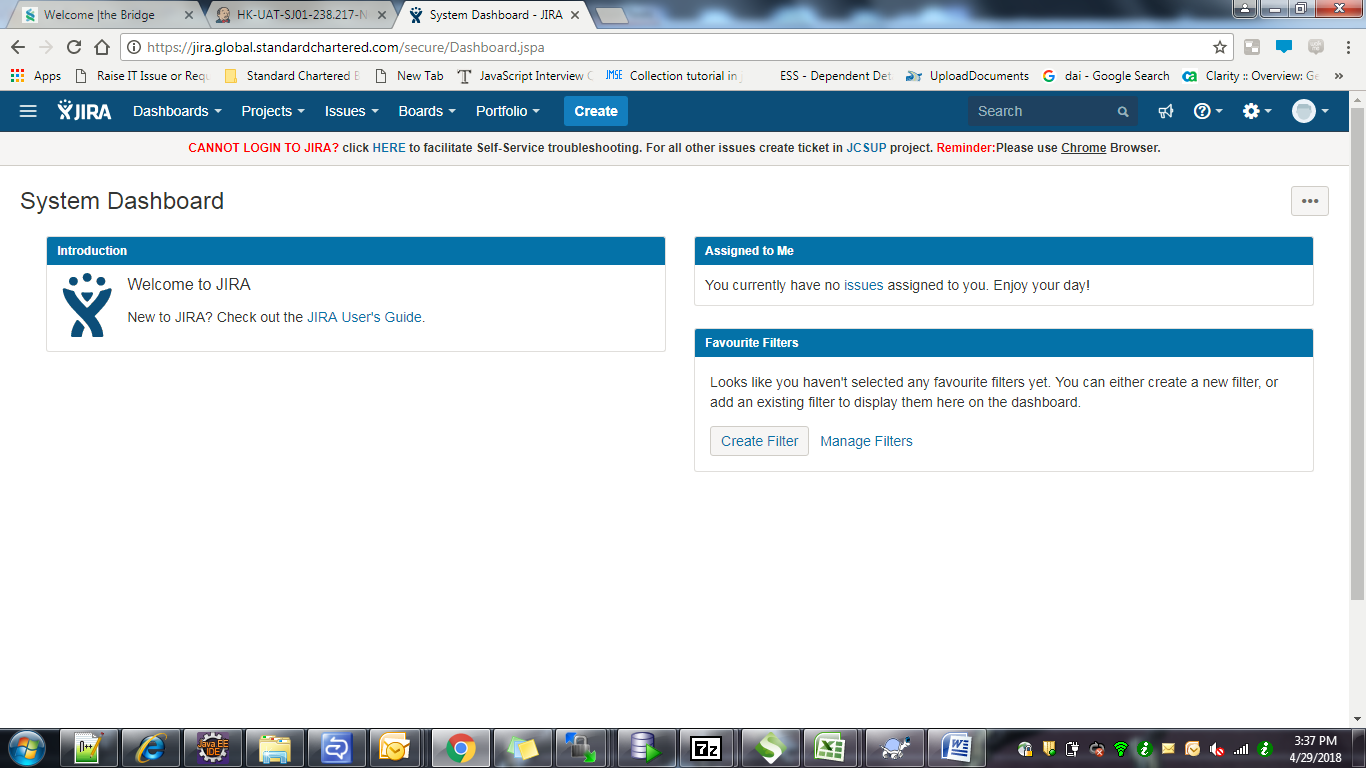 Welcome |the Bridge
HK-UAT-SJ01-238.217-N
System Dashboard - JIRA
https://jira.global.standardchartered.com/secure/Dashboard.jspa
Apps
Raise IT Issue or Requ
Standard Chartered B
New Tab
JavaScript Interview
JMSE
Collection tutorial in j
ESS - Dependent Det
UploadDocuments
dai - Google Search
ca
Clarity :: Overview: Ge
JIRA Dashboards Projects Issues Boards Portfolio Create Search
CANNOT LOGIN TO JIRA? click HERE to facilitate Self-Service troubleshooting. For all other issues create ticket in JCSUP project. Reminder:Please use Chrome Browser.
System Dashboard
Introduction
Welcome to JIRA
New to JIRA? Check out the JIRA User's Guide.
Assigned to Me
You currently have no issues assigned to you. Enjoy your day!
Favourite Filters
Looks like you haven't selected any favourite filters yet. You can either create a new filter, or
add an existing filter to display them here on the dashboard.
Create Filter Manage Filters
Java EE
IDE
7z
3:37 PM
4/29/2018